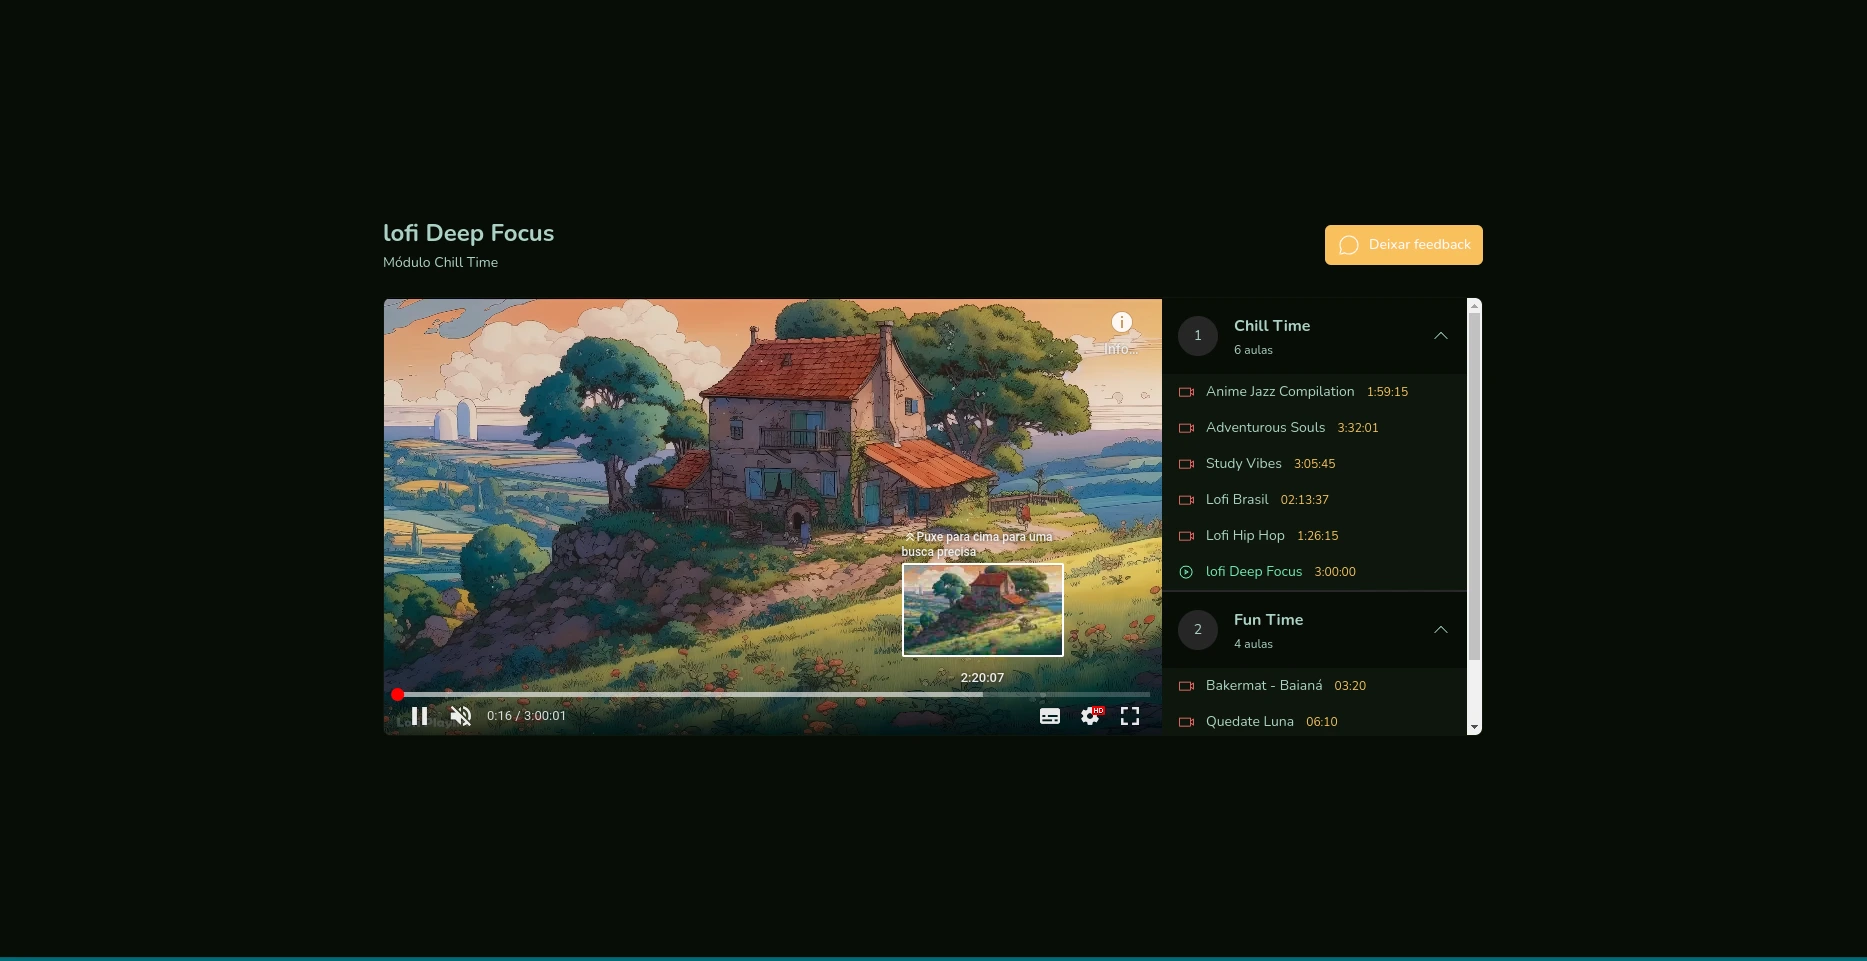 lofi Deep Focus
Módulo Chill Time
Deixar feedback
Info...
Puxe para cima para uma
busca precisa
2:20:07
0:16 / 3:00:01
HD
1
Chill Time
6 aulas
Anime Jazz Compilation 1:59:15
Adventurous Souls 3:32:01
Study Vibes 3:05:45
Lofi Brasil 02:13:37
Lofi Hip Hop 1:26:15
lofi Deep Focus 3:00:00
2
Fun Time
4 aulas
Bakermat - Baianá 03:20
Quedate Luna 06:10